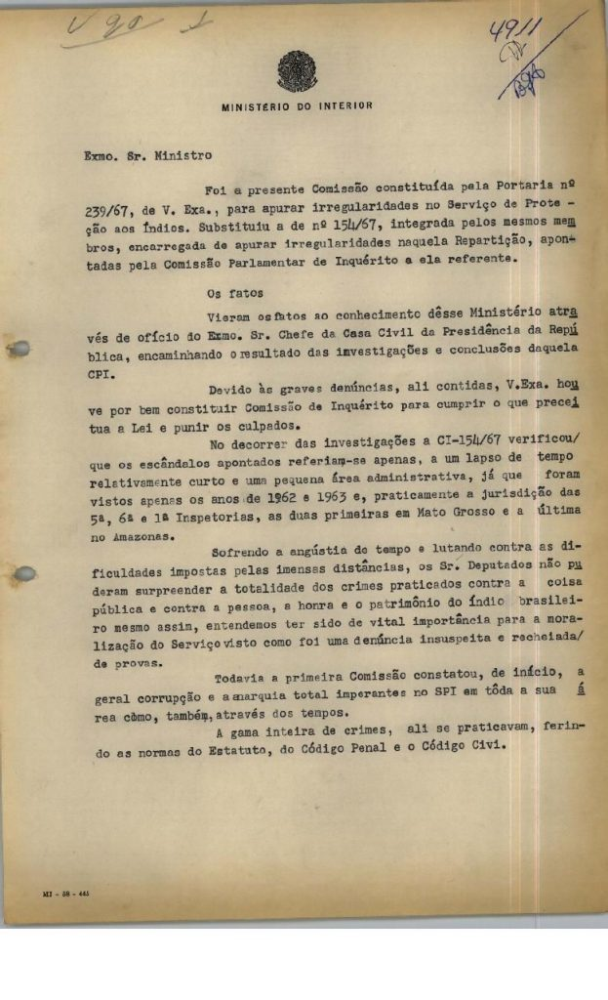 4911
MINISTÉRIO DO INTERIOR
Exmo. Sr. Ministro
Foi a presente Comissão constituída pela Portaria nº
239/67, de V. Exa., para apurar irregularidades no Serviço de Prote -
ção aos Índios. Substituiu a de nº 154/67, integrada pelos mesmos mem
bros, encarregada de apurar irregularidades naquela Repartição, apon-
tadas pela Comissão Parlamentar de Inquérito a ela referente.
Os fatos
Vieram osfatos ao conhecimento dêsse Ministério atra
vés de ofício do Exmo. Sr. Chefe da Casa Civil da Presidência da Repú
blica, encaminhando o resultado das investigações e conclusões daquela
CPI.
Devido às graves denúncias, ali contidas, V.Exa. hou
ve por bem constituir Comissão de Inquérito para cumprir o que precei
tua a Lei e punir os culpados.
No decorrer das investigações a CI-154/67 verificou/
que os escândalos apontados referiam-se apenas, a um lapso de tempo
relativamente curto e uma pequena área administrativa, já que foram
vistos apenas os anos de 1962 e 1963 e, praticamente a jurisdição das
5ª, 6ª e 1ª Inspetorias, as duas primeiras em Mato Grosso e a última
no Amazonas.
Sofrendo a angústia do tempo e lutando contra as di-
ficuldades impostas pelas imensas distâncias, os Sr. Deputados não pu
deram surpreender a totalidade dos crimes praticados contra a coisa
pública e contra a pessoa, a honra e o patrimônio do índio brasilei-
ro mesmo assim, entendemos ter sido de vital importância para a mora-
lização do Serviço visto como foi uma denúncia insuspeita e recheiada/
de provas.
Todavia a primeira Comissão constatou, de início, a
geral corrupção e a anarquia total imperantes no SPI em tôda a sua á
rea como, também, através dos tempos.
A gama inteira de crimes, ali se praticavam, ferin-
do as normas do Estatuto, do Código Penal e o Código Civi.
MI - 58 - 445